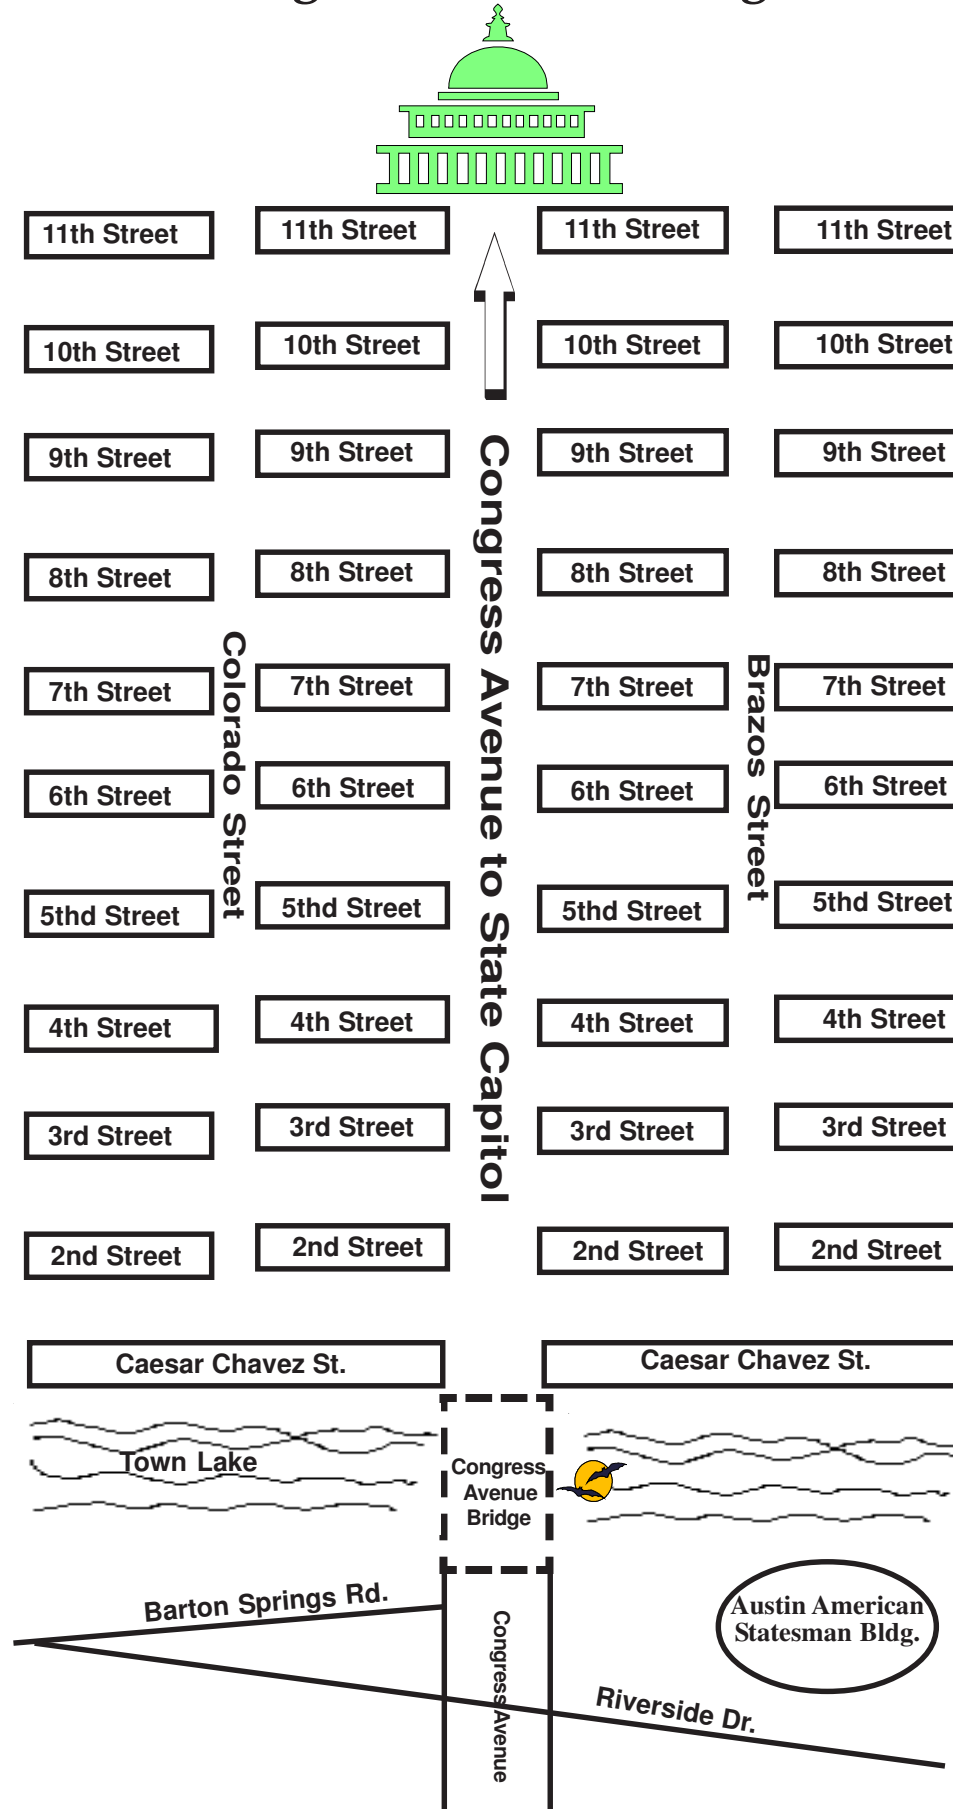 11th Street 11th Street 11th Street 11th Street
10th Street 10th Street 10th Street 10th Street
9th Street 9th Street 9th Street 9th Street
8th Street 8th Street 8th Street 8th Street
7th Street 7th Street 7th Street 7th Street
6th Street 6th Street 6th Street 6th Street
5thd Street 5thd Street 5thd Street 5thd Street
4th Street 4th Street 4th Street 4th Street
3rd Street 3rd Street 3rd Street 3rd Street
2nd Street 2nd Street 2nd Street 2nd Street
Colorado Street
Congress Avenue to State Capitol
Brazos Street
Caesar Chavez St. Caesar Chavez St.
Town Lake
Congress
Avenue
Bridge
Barton Springs Rd.
Austin American
Statesman Bldg.
Congress Avenue
Riverside Dr.